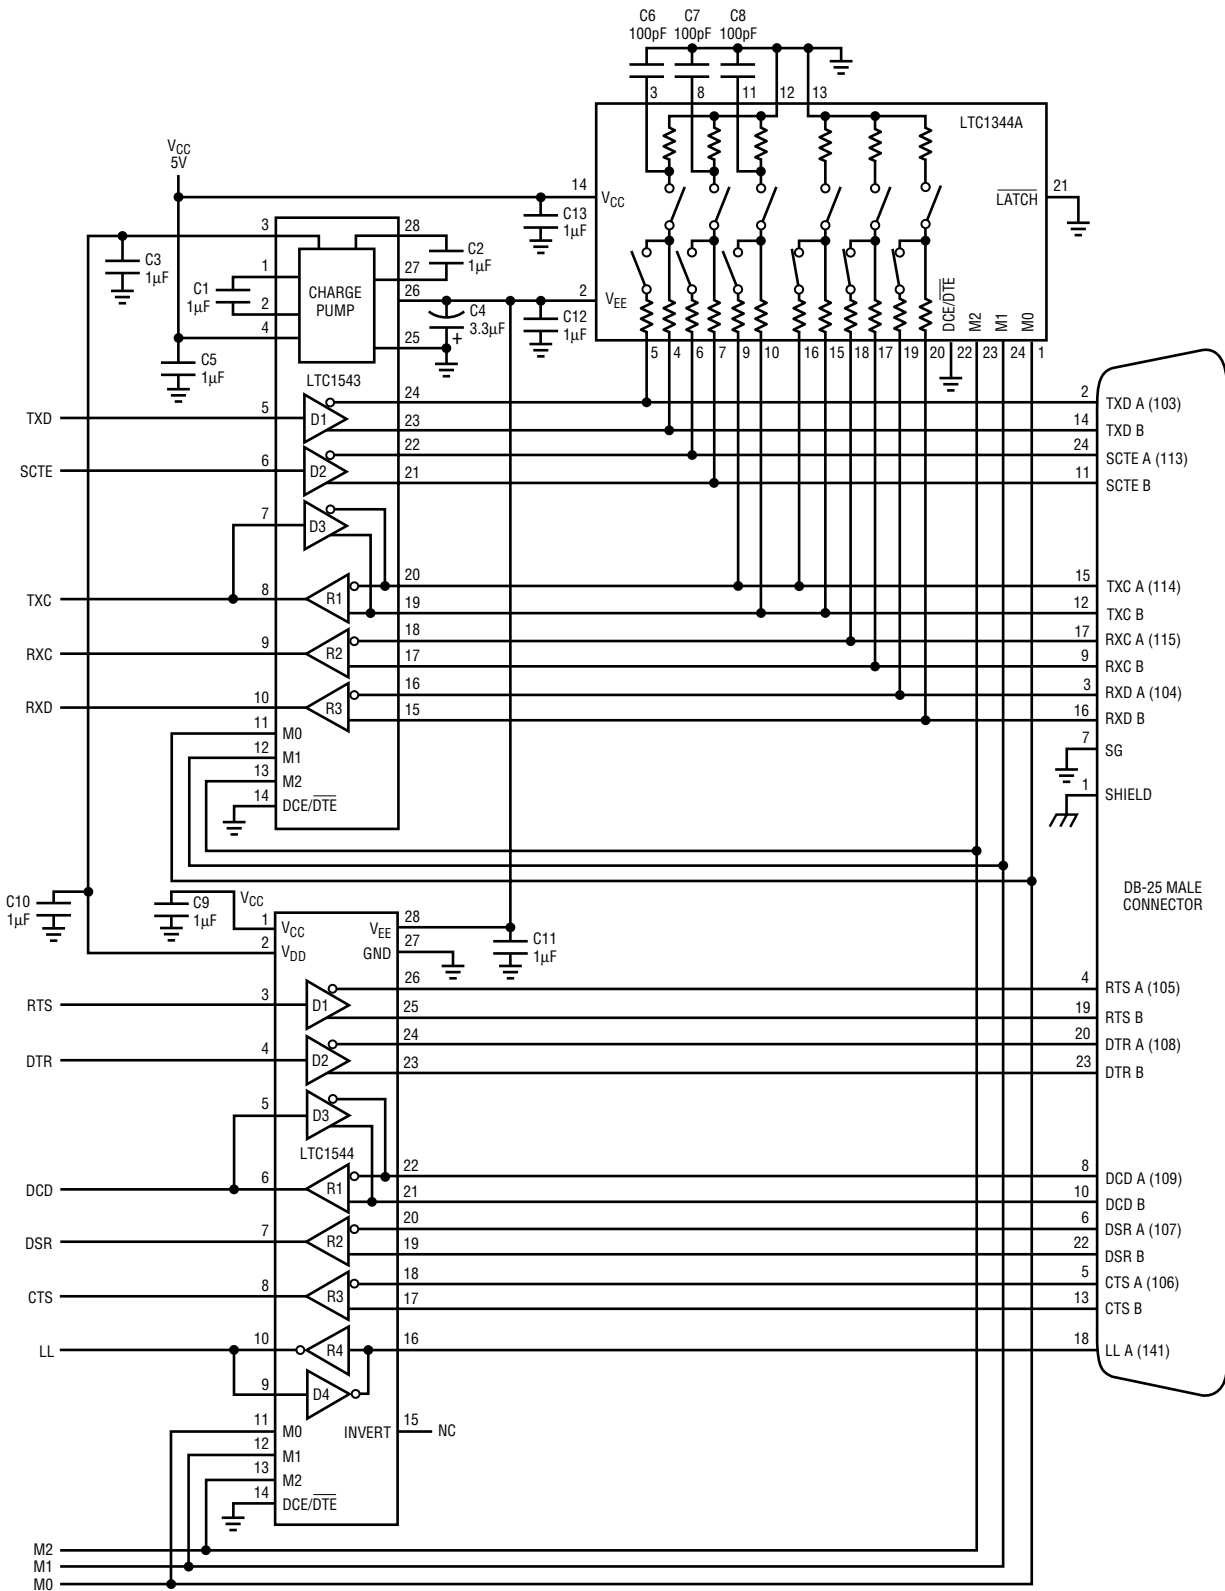 C6 C7 C8
100pF 100pF 100pF
3 8 11 12 13
LTC1344A
VCC
5V
14 VCC
LATCH 21
C13
1µF
3 28
C3
1µF
C2
1µF
1 27
C1
1µF
CHARGE
PUMP
2 26
2 VEE
C4
3.3µF
+
C12
1µF
DCE/DTE M2 M1 M0
4 25
C5
1µF
5 4 6 7 9 10 16 15 18 17 19 20 22 23 24 1
LTC1543
TXD 5 D1 24 2 TXD A (103)
23 14 TXD B
SCTE 6 D2 22 24 SCTE A (113)
21 11 SCTE B
7 D3
TXC 8 R1 20 15 TXC A (114)
19 12 TXC B
RXC 9 R2 18 17 RXC A (115)
17 9 RXC B
RXD 10 R3 16 3 RXD A (104)
15 16 RXD B
11 M0
12 M1
13 M2
14 DCE/DTE
7 SG
1 SHIELD
DB-25 MALE
CONNECTOR
C10
1µF
C9
1µF
VCC
1 VCC VEE 28
2 VDD GND 27
C11
1µF
RTS 3 D1 26 4 RTS A (105)
25 19 RTS B
DTR 4 D2 24 20 DTR A (108)
23 23 DTR B
5 D3
LTC1544
DCD 6 R1 22 8 DCD A (109)
21 10 DCD B
DSR 7 R2 20 6 DSR A (107)
19 22 DSR B
CTS 8 R3 18 5 CTS A (106)
17 13 CTS B
LL 10 R4 16 18 LL A (141)
9 D4
11 M0 INVERT 15 NC
12 M1
13 M2
14 DCE/DTE
M2
M1
M0